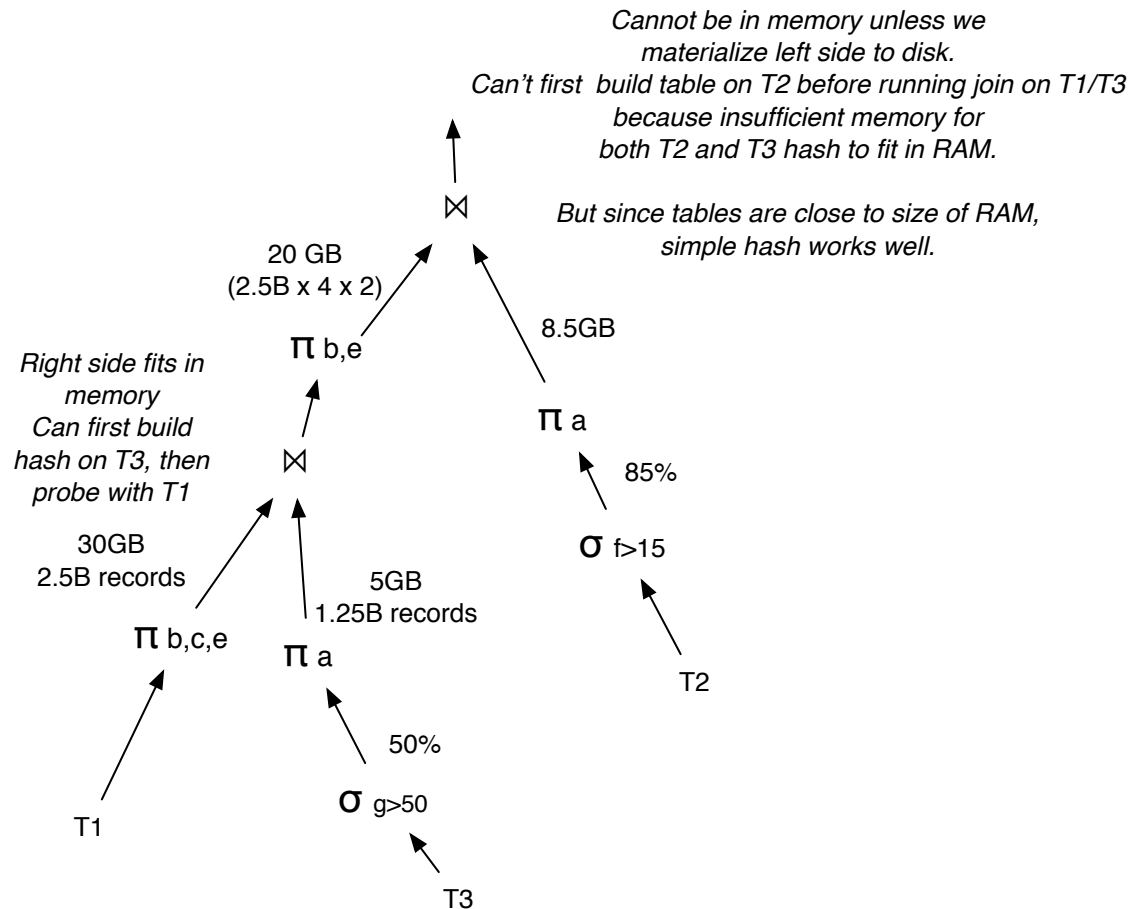 Cannot be in memory unless we
materialize left side to disk.
Can't first build table on T2 before running join on T1/T3
because insufficient memory for
both T2 and T3 hash to fit in RAM.
⋈
But since tables are close to size of RAM,
simple hash works well.
20 GB
(2.5B x 4 x 2)
8.5GB
π b,e
Right side fits in
memory
Can first build
hash on T3, then
probe with T1
π a
⋈
85%
30GB
2.5B records
σ f>15
5GB
1.25B records
π b,c,e
π a
T2
50%
σ g>50
T1
T3